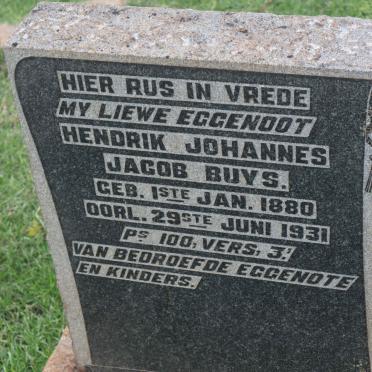 HIER RUS IN VREDE
MY LIEWE EGGENOOT
HENDRIK JOHANNES
JACOB BUYS.
GEB. 1STE JAN. 1880
OORL. 29STE JUNI 1931
PS 100, VERS, 3.
VAN BEDROEFDE EGGENOTE
EN KINDERS.